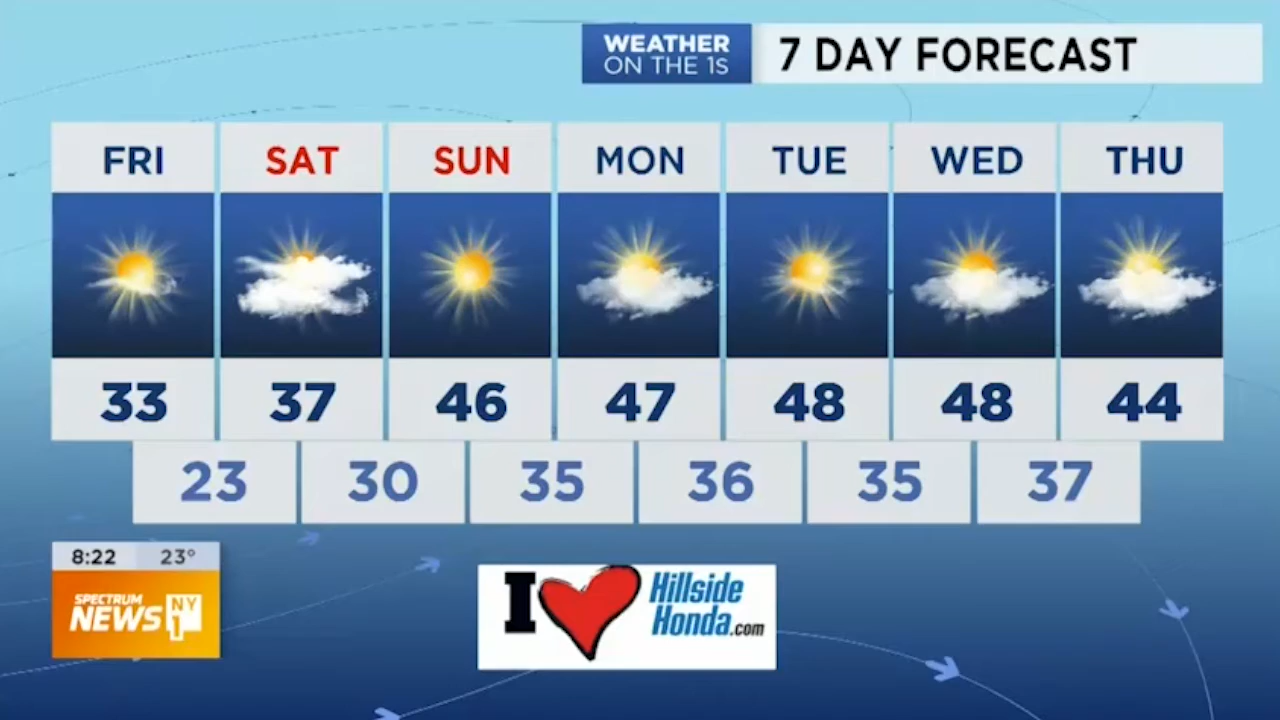 WEATHER
ON THE 1S
7 DAY FORECAST
FRI SAT SUN MON TUE WED THU
33 37 46 47 48 48 44
23 30 35 36 35 37
8:22 23°
SPECTRUM
NEWS NY
1
I Hillside
Honda.com